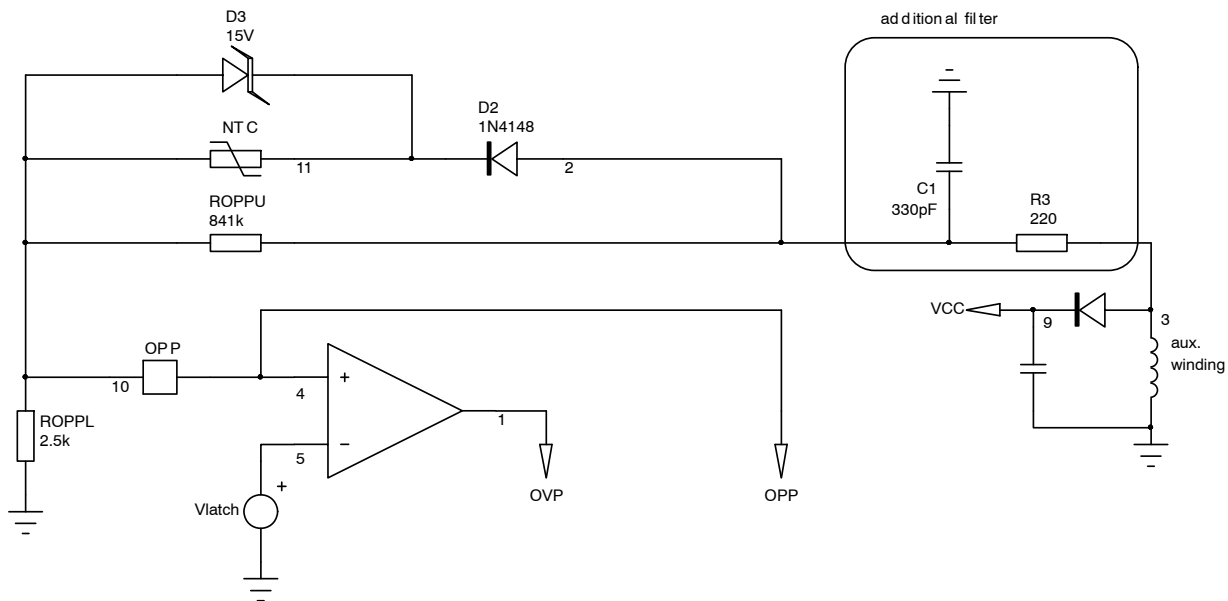 additional filter
D3
15V
D2
1N4148
NTC
11
2
C1
330pF
R3
220
ROPPU
841k
VCC
9
3
aux.
winding
OPP
10
+
4
1
ROPPL
2.5k
5
−
+
Vlatch
OVP
OPP